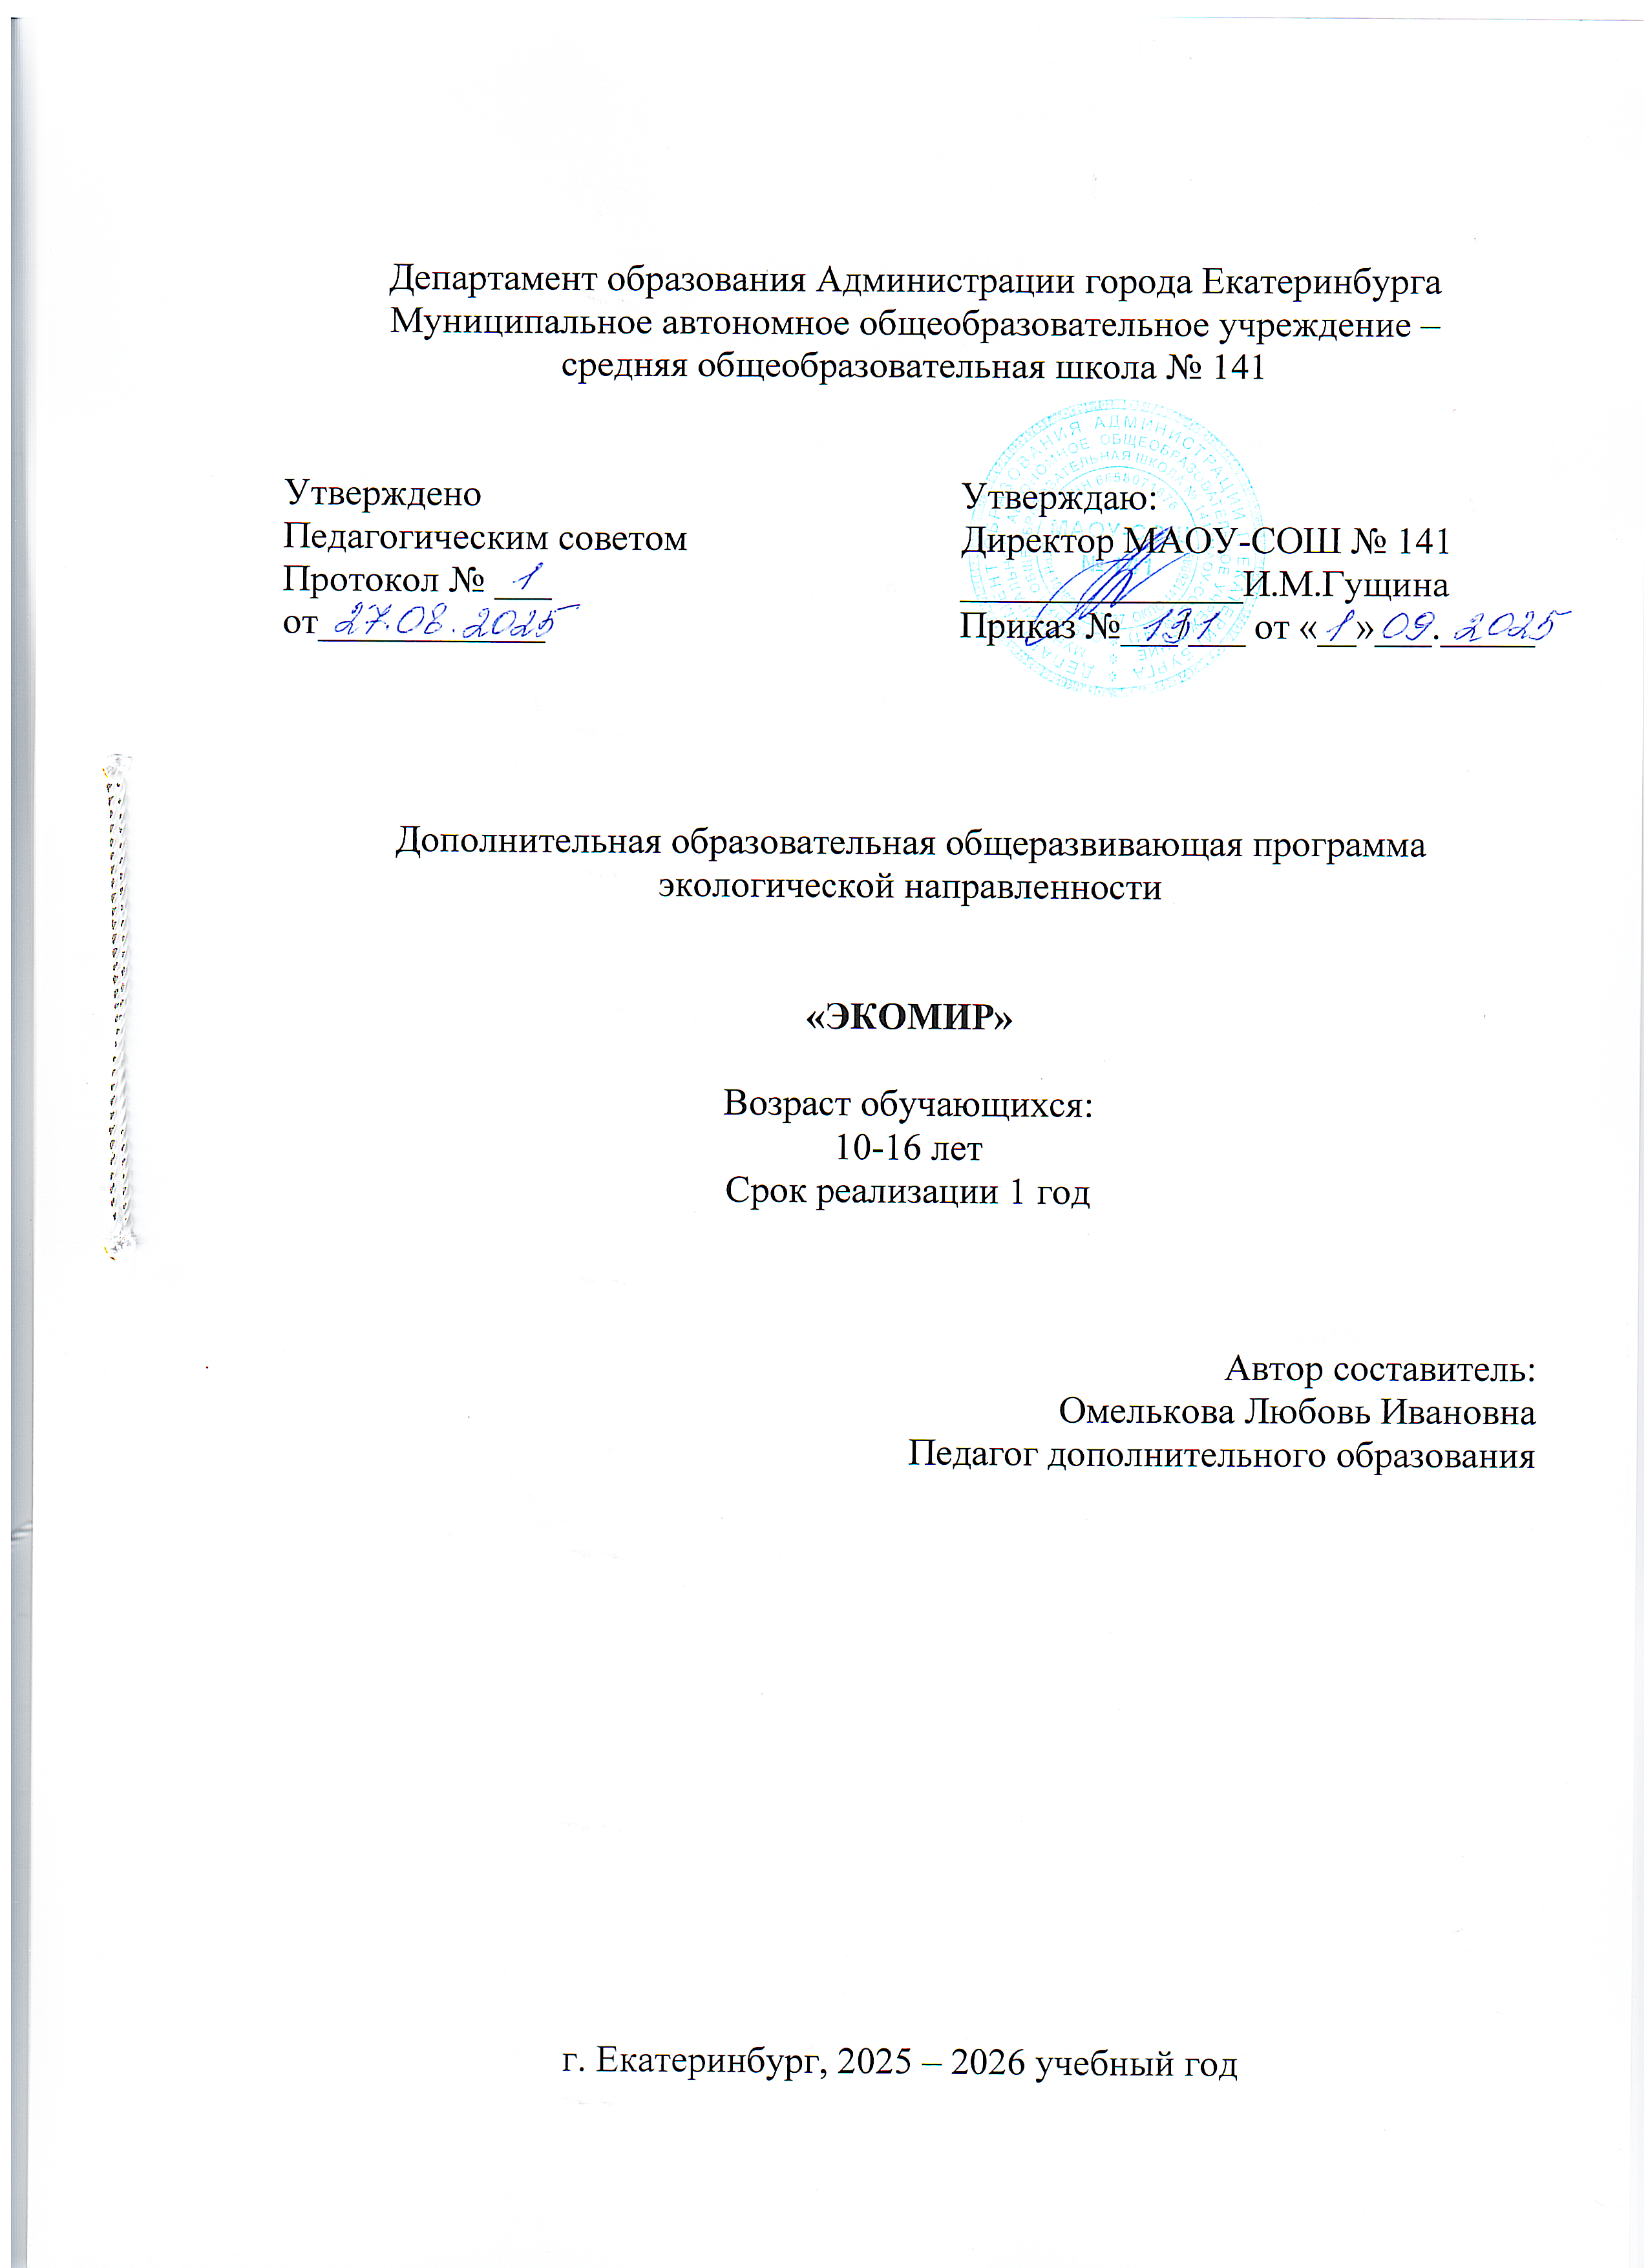 Департамент образования Администрации города Екатеринбурга
Муниципальное автономное общеобразовательное учреждение –
средняя общеобразовательная школа № 141
Утверждено
Педагогическим советом
Протокол № 1
от 27.08.2025
Утверждаю:
Директор МАОУ-СОШ № 141
И.М.Гущина
Приказ № от «1» 09. 2025
Дополнительная образовательная общеразвивающая программа
экологической направленности
«ЭКОМИР»
Возраст обучающихся:
10-16 лет
Срок реализации 1 год
Автор составитель:
Омелькова Любовь Ивановна
Педагог дополнительного образования
г. Екатеринбург, 2025 – 2026 учебный год